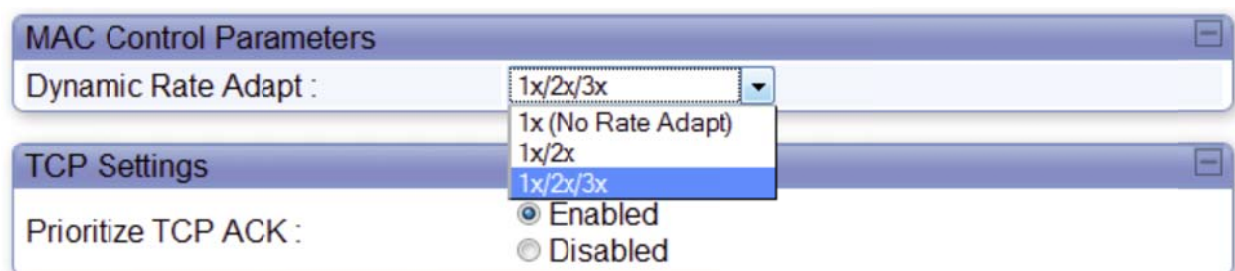 MAC Control Parameters
Dynamic Rate Adapt :
1x/2x/3x
1x (No Rate Adapt)
1x/2x
1x/2x/3x
TCP Settings
Prioritize TCP ACK :
Enabled
Disabled